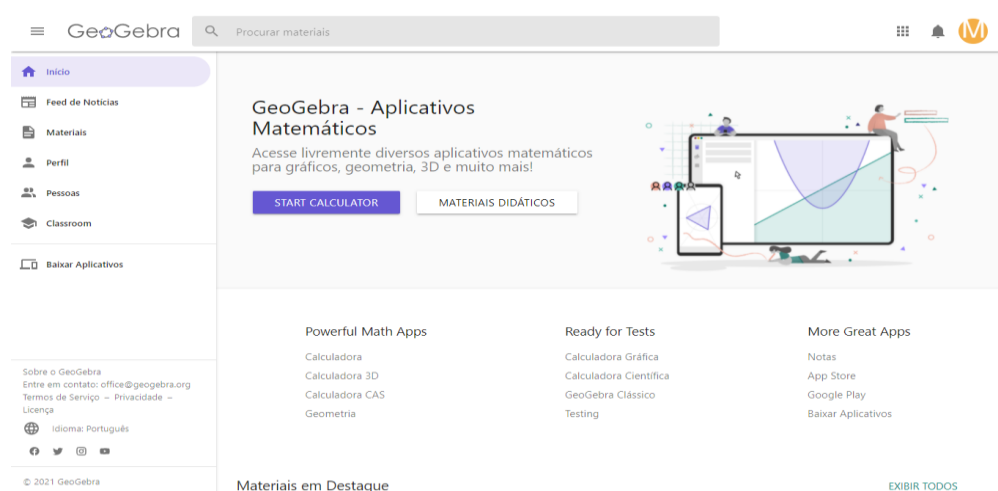 GeoGebra
Procurar materiais
M
Início
Feed de Notícias
Materiais
Perfil
Pessoas
Classroom
Baixar Aplicativos
Sobre o GeoGebra
Entre em contato: office@geogebra.org
Termos de Serviço – Privacidade –
Licença
Idioma: Português
© 2021 GeoGebra
GeoGebra - Aplicativos
Matemáticos
Acesse livremente diversos aplicativos matemáticos
para gráficos, geometria, 3D e muito mais!
START CALCULATOR
MATERIAIS DIDÁTICOS
Powerful Math Apps
Calculadora
Calculadora 3D
Calculadora CAS
Geometria
Ready for Tests
Calculadora Gráfica
Calculadora Científica
GeoGebra Clássico
Testing
More Great Apps
Notas
App Store
Google Play
Baixar Aplicativos
Materiais em Destaque
EXIBIR TODOS